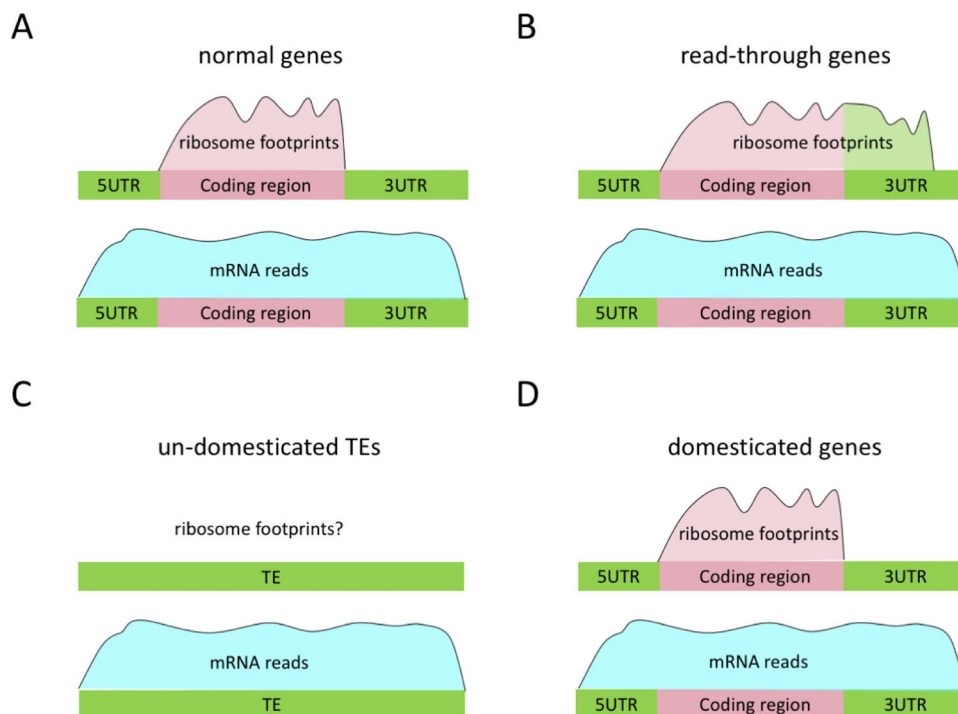 A
normal genes
ribosome footprints
5UTR Coding region 3UTR
mRNA reads
5UTR Coding region 3UTR
B
read-through genes
ribosome footprints
5UTR Coding region 3UTR
mRNA reads
5UTR Coding region 3UTR
C
un-domesticated TEs
ribosome footprints?
TE
mRNA reads
TE
D
domesticated genes
ribosome footprints
5UTR Coding region 3UTR
mRNA reads
5UTR Coding region 3UTR